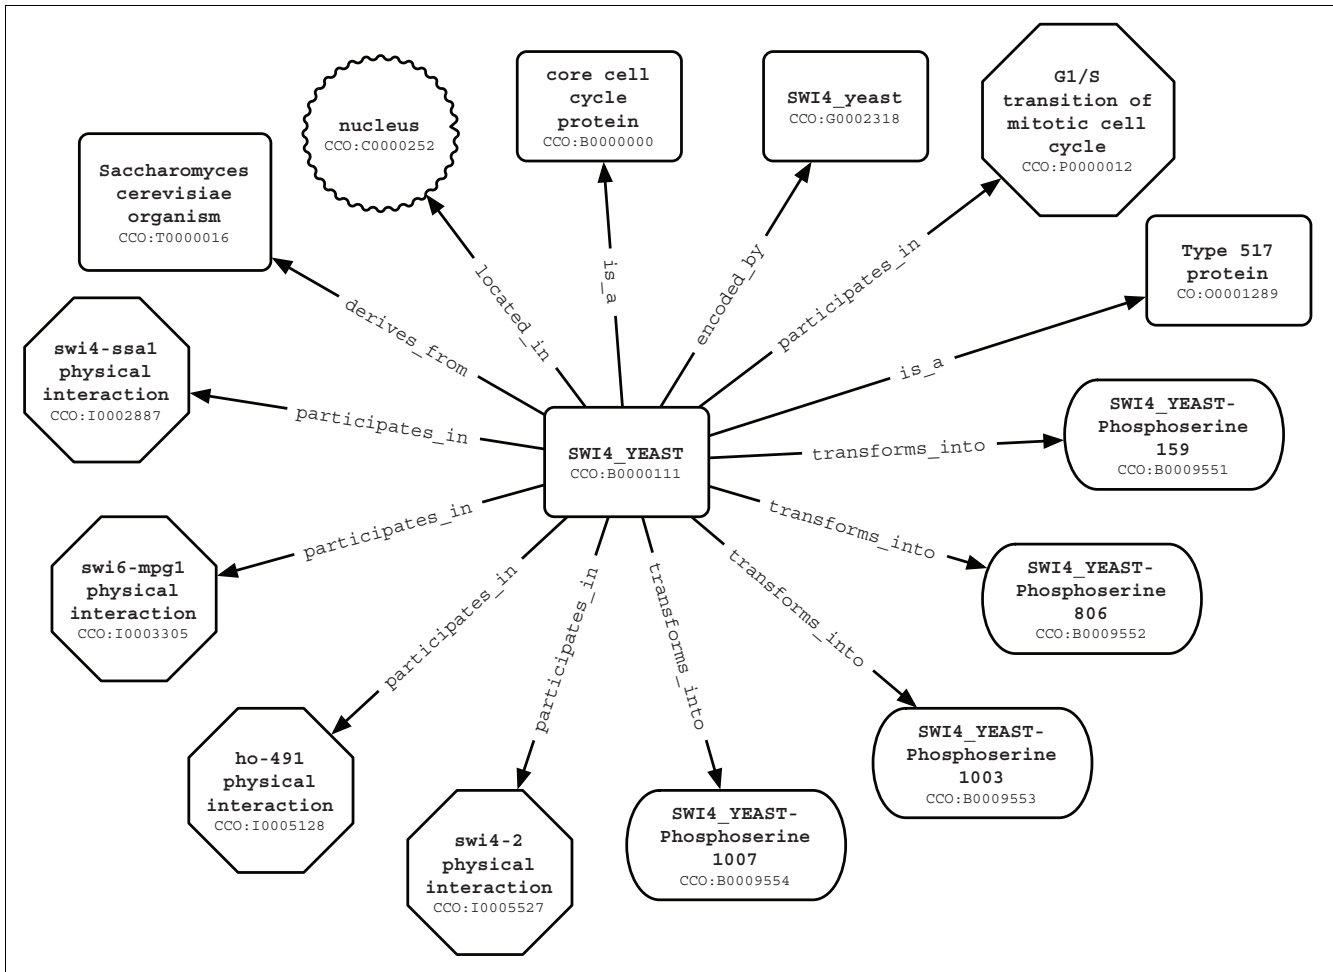 G1/S
transition of
mitotic cell
cycle
CCO:P0000012
core cell
cycle
protein
CCO:B0000000
SWI4_yeast
CCO:G0002318
nucleus
CCO:C0000252
Saccharomyces
cerevisiae
organism
CCO:T0000016
Type 517
protein
CO:O0001289
derives_from
located_in
is_a
encoded_by
participates_in
is_a
swi4-ssa1
physical
interaction
CCO:I0002887
participates_in
SWI4_YEAST
CCO:B0000111
transforms_into
SWI4_YEAST-
Phosphoserine
159
CCO:B0009551
swi6-mpg1
physical
interaction
CCO:I0003305
participates_in
transforms_into
SWI4_YEAST-
Phosphoserine
806
CCO:B0009552
participates_in
participates_in
transforms_into
transforms_into
ho-491
physical
interaction
CCO:I0005128
SWI4_YEAST-
Phosphoserine
1003
CCO:B0009553
swi4-2
physical
interaction
CCO:I0005527
SWI4_YEAST-
Phosphoserine
1007
CCO:B0009554